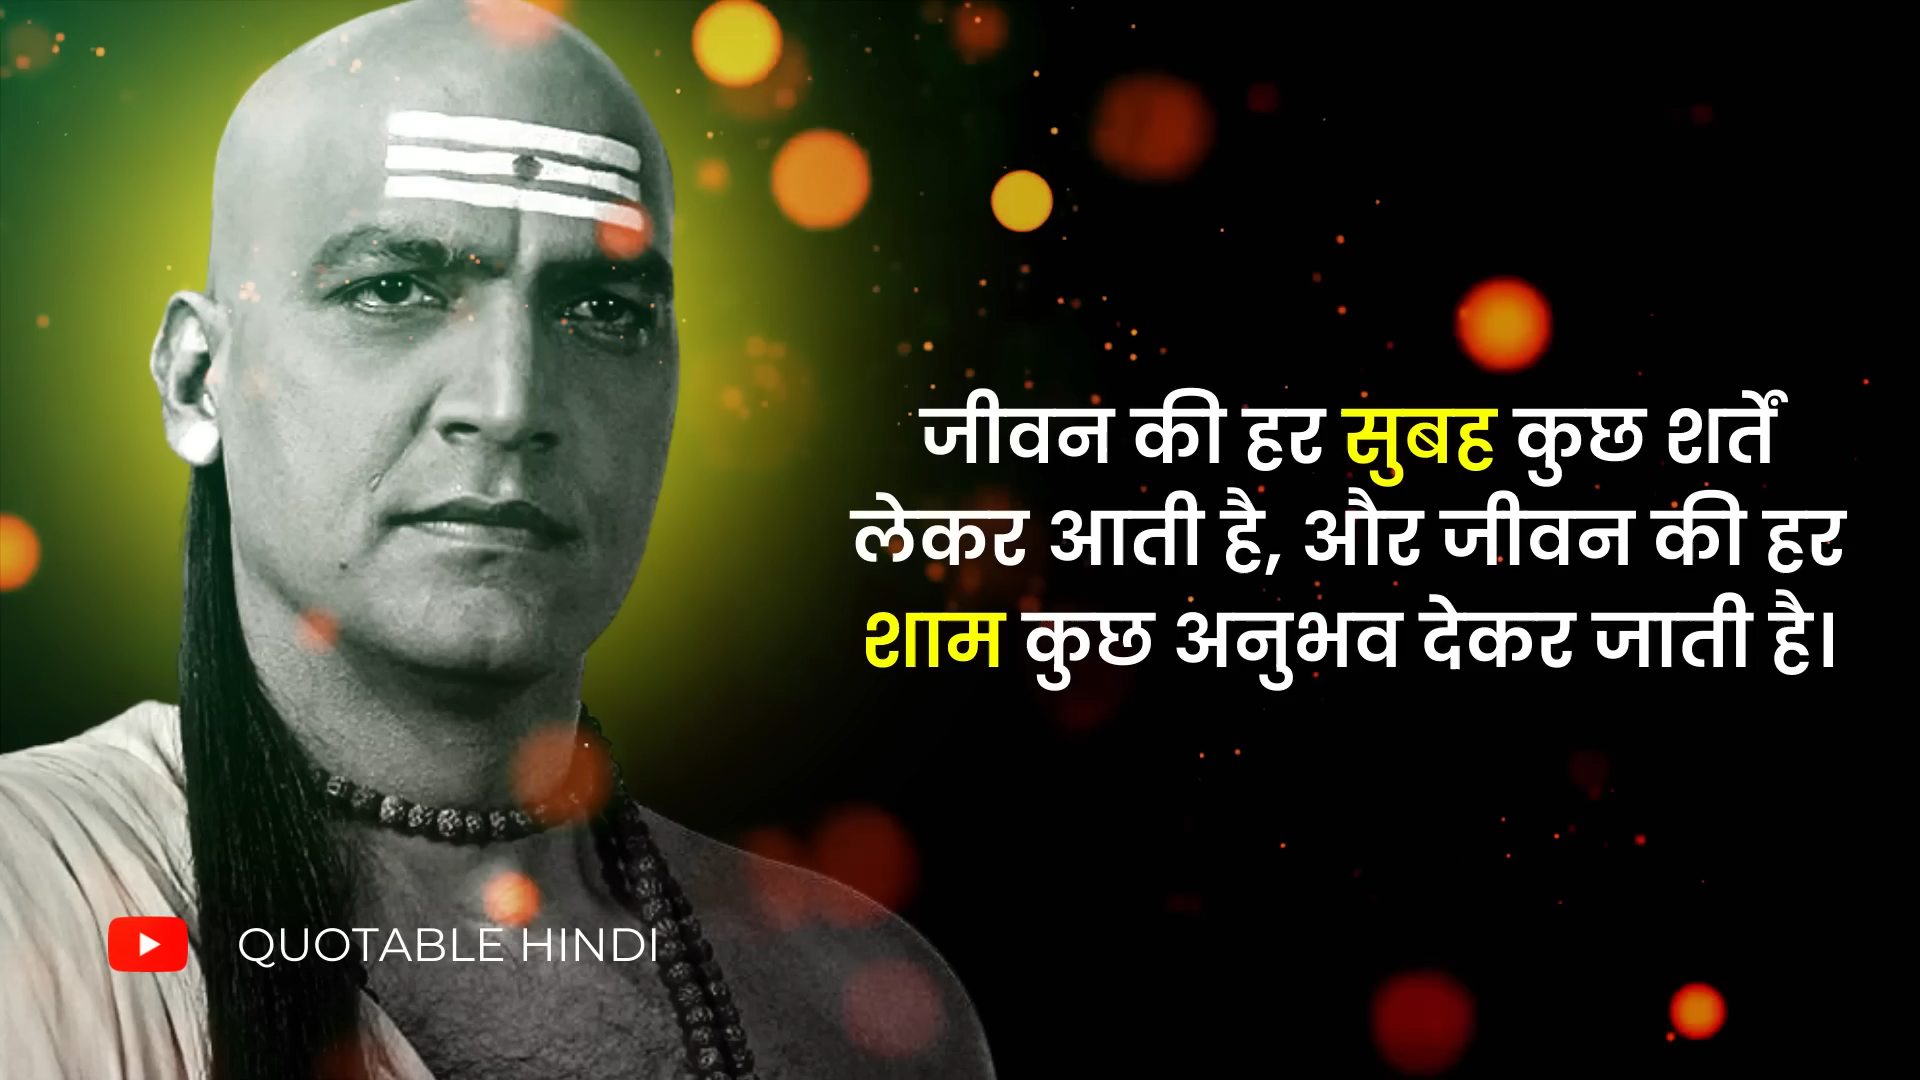 जीवन की हर सुबह कुछ शर्तें
लेकर आती है, और जीवन की हर
शाम कुछ अनुभव देकर जाती है।
QUOTABLE HINDI